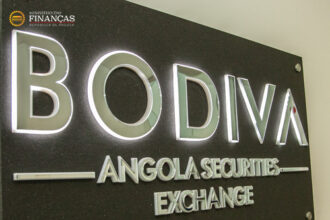 MINISTÉRIO DAS
FINANÇAS
BODIVA
ANGOLA SECURITIES
EXCHANGE